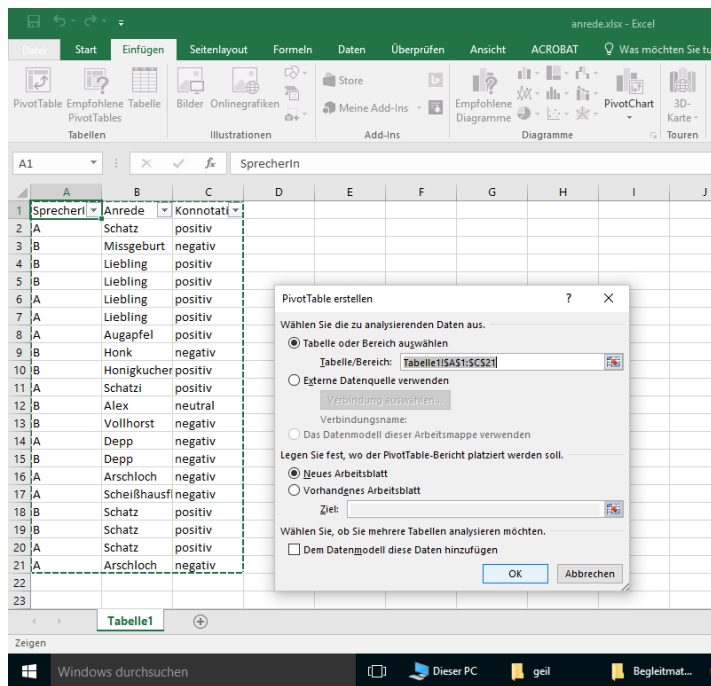 anrede.xlsx - Excel
Datei Start Einfügen Seitenlayout Formeln Daten Überprüfen Ansicht ACROBAT Was möchten Sie tu
PivotTable Empfohlene PivotTables Tabelle Bilder Onlinegrafiken Store Meine Add-Ins Empfohlene Diagramme PivotChart 3D-Karte
Tabellen Illustrationen Add-Ins Diagramme Touren
A1 fx SprecherIn
A B C D E F G H I J
1 SprecherI Anrede Konnotati
2 A Schatz positiv
3 B Missgeburt negativ
4 B Liebling positiv
5 B Liebling positiv
6 A Liebling positiv
7 A Liebling positiv
8 A Augapfel positiv
9 B Honk negativ
10 B Honigkucher positiv
11 A Schatzi positiv
12 B Alex neutral
13 B Vollhorst negativ
14 A Depp negativ
15 B Depp negativ
16 A Arschloch negativ
17 A Scheißhausfl negativ
18 B Schatz positiv
19 B Schatz positiv
20 A Schatz positiv
21 A Arschloch negativ
22
23
PivotTable erstellen ?
Wählen Sie die zu analysierenden Daten aus.
Tabelle oder Bereich auswählen
Tabelle/Bereich: Tabelle1!$A$1:$C$21
Externe Datenquelle verwenden
Verbindung auswählen...
Verbindungsname:
Das Datenmodell dieser Arbeitsmappe verwenden
Legen Sie fest, wo der PivotTable-Bericht platziert werden soll.
Neues Arbeitsblatt
Vorhandenes Arbeitsblatt
Ziel:
Wählen Sie, ob Sie mehrere Tabellen analysieren möchten.
Dem Datenmodell diese Daten hinzufügen
OK Abbrechen
Tabelle1
Zeigen
Windows durchsuchen Dieser PC geil Begleitmat...